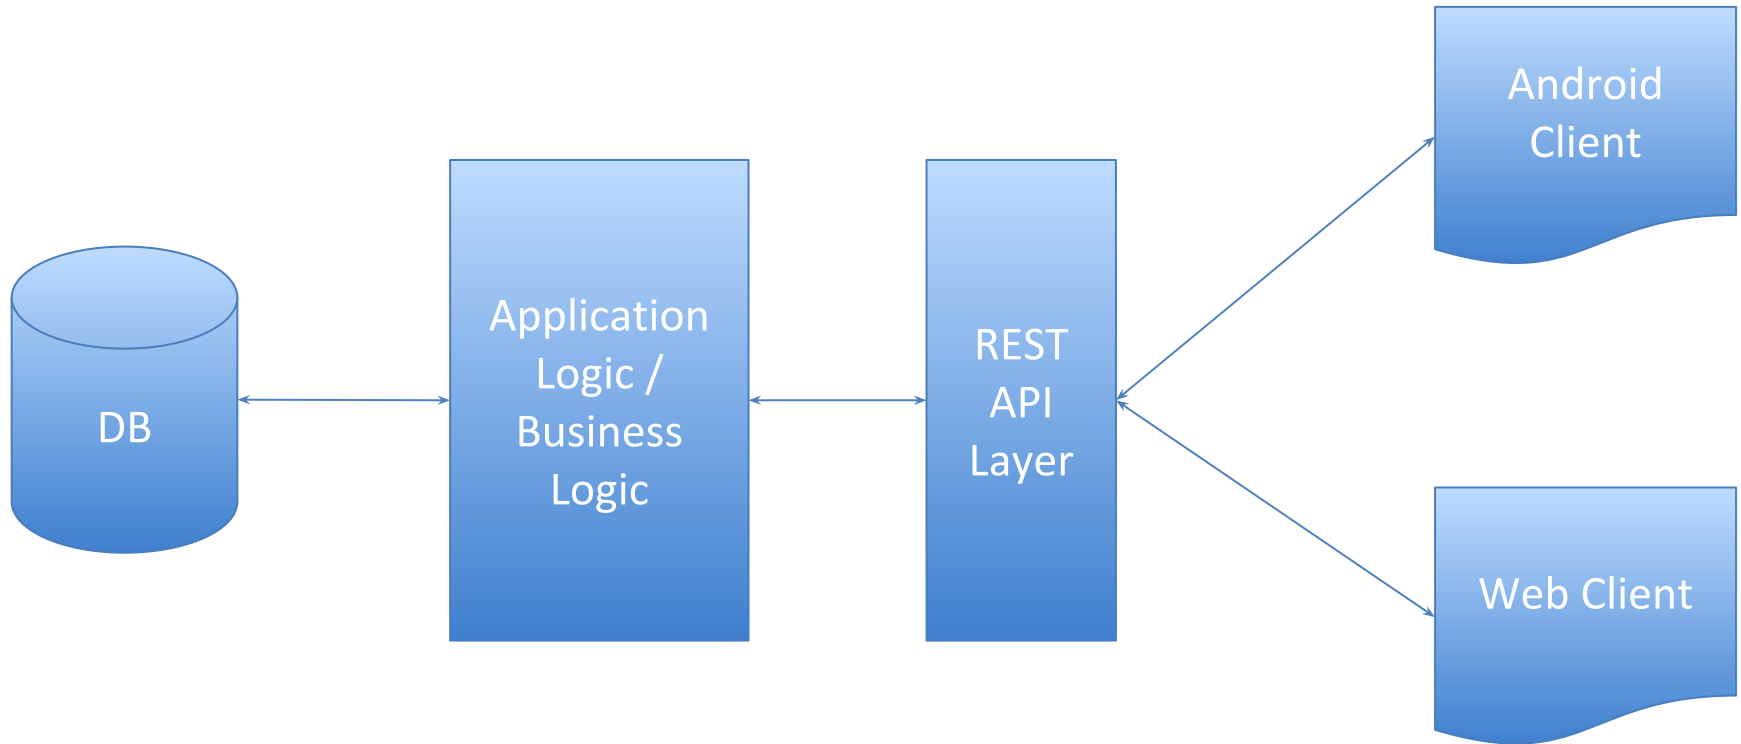 DB
Application
Logic /
Business
Logic
REST
API
Layer
Android
Client
Web Client